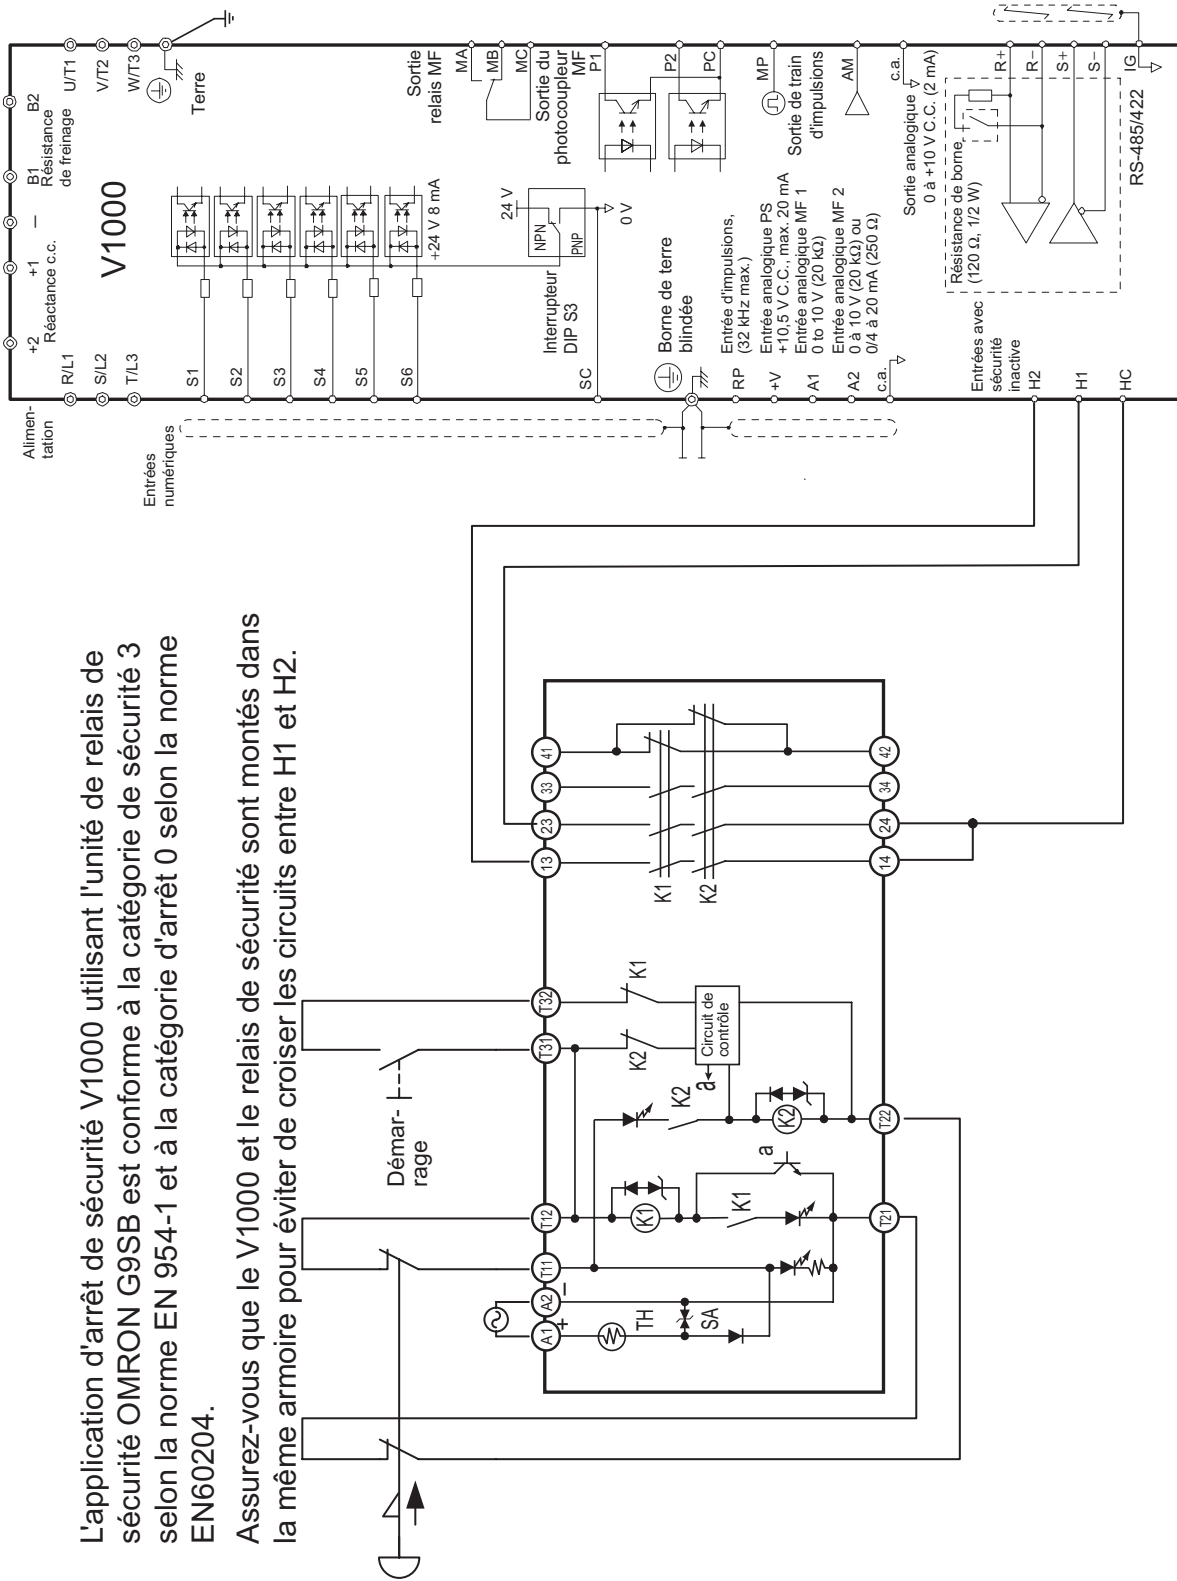 L'application d'arrêt de sécurité V1000 utilisant l'unité de relais de
sécurité OMRON G9SB est conforme à la catégorie de sécurité 3
selon la norme EN 954-1 et à la catégorie d'arrêt 0 selon la norme
EN60204.
Assurez-vous que le V1000 et le relais de sécurité sont montés dans
la même armoire pour éviter de croiser les circuits entre H1 et H2.
Démar-
rage
A1
+
A2
–
T11
T12
T31
T32
13
23
33
41
TH
SA
K1
K1
a
K2
K2
a
Circuit de
contrôle
K2
K1
K1
K2
T21
T22
14
24
34
42
Alimen-
tation
R/L1
S/L2
T/L3
+2
+1
–
B1
B2
Réactance c.c.
Résistance
de freinage
V1000
U/T1
V/T2
W/T3
Terre
Entrées
numériques
S1
S2
S3
S4
S5
S6
+24 V 8 mA
Interrupteur
DIP S3
24 V
NPN
PNP
0 V
SC
Borne de terre
blindée
Sortie
relais MF
MA
MB
MC
Sortie du
photocoupleur
MF
P1
P2
PC
RP
Entrée d'impulsions,
(32 kHz max.)
+V
Entrée analogique PS
+10,5 V C.C., max. 20 mA
A1
Entrée analogique MF 1
0 to 10 V (20 kΩ)
A2
Entrée analogique MF 2
0 à 10 V (20 kΩ) ou
0/4 à 20 mA (250 Ω)
c.a.
MP
Sortie de train
d'impulsions
AM
c.a.
Sortie analogique
0 à +10 V C.C. (2 mA)
Résistance de borne
(120 Ω, 1/2 W)
R+
R−
S+
S−
IG
RS-485/422
Entrées avec
sécurité
inactive
H2
H1
HC